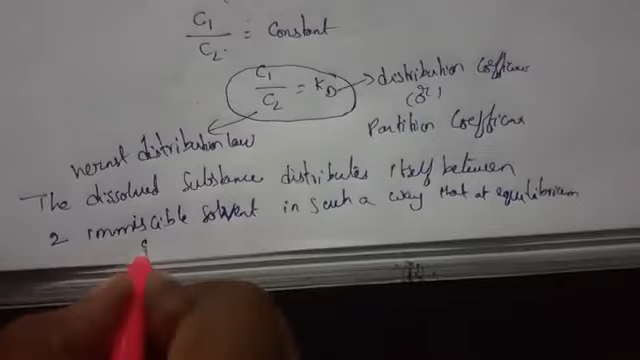 C1/C2 = Constant
C1/C2 = KD → distribution Coefficient
(or)
Partition Coefficient
nernst distribution law
The dissolved Substance distributes itself between
2 immiscible solvent in such a way that at equilibrium